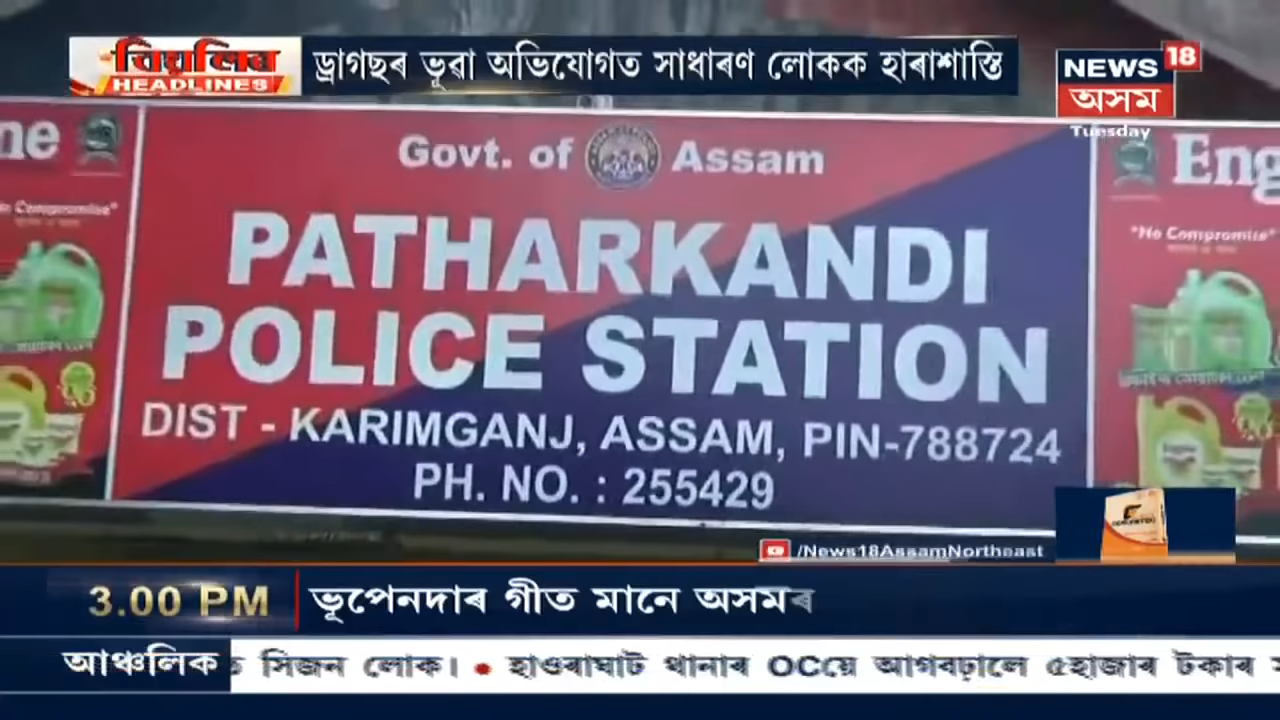 বিয়লিৰ
HEADLINES
ড্ৰাগছৰ ভূৱা অভিযোগত সাধাৰণ লোকক হাৰাশাস্তি
NEWS 18
অসম
Tuesday
Govt. of Assam
PATHARKANDI
POLICE STATION
DIST - KARIMGANJ, ASSAM, PIN-788724
PH. NO. : 255429
ne
Eng
"No Compromise"
/News18AssamNortheast
3.00 PM
ভূপেনদাৰ গীত মানে অসমৰ
আঞ্চলিক
সিজন লোক। • হাওৰাঘাট থানাৰ OCয়ে আগবঢ়ালে ৫হাজাৰ টকাৰ